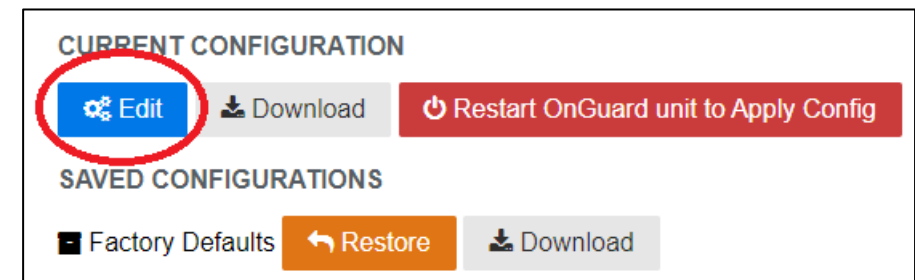 CURRENT CONFIGURATION
Edit Download Restart OnGuard unit to Apply Config
SAVED CONFIGURATIONS
Factory Defaults Restore Download